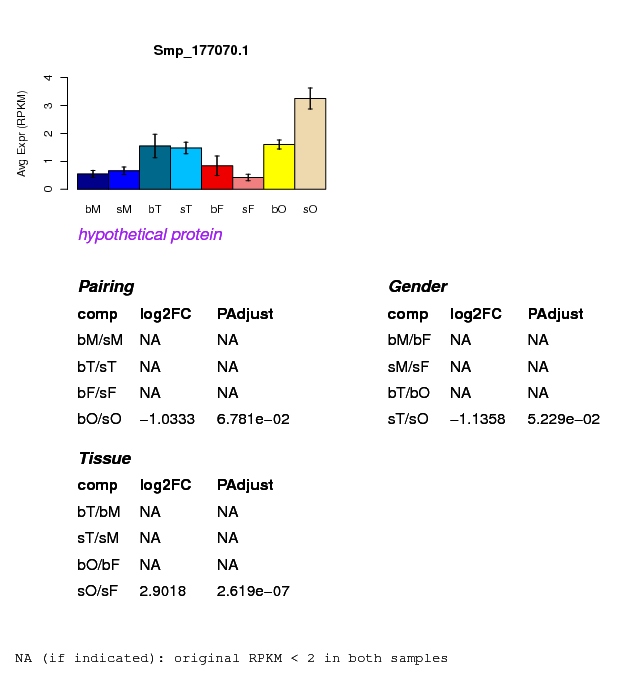 Smp_177070.1
Avg Expr (RPKM)
4
3
2
1
0
bM sM bT sT bF sF bO sO
hypothetical protein
Pairing
comp log2FC PAdjust
bM/sM NA NA
bT/sT NA NA
bF/sF NA NA
bO/sO −1.0333 6.781e−02
Gender
comp log2FC PAdjust
bM/bF NA NA
sM/sF NA NA
bT/bO NA NA
sT/sO −1.1358 5.229e−02
Tissue
comp log2FC PAdjust
bT/bM NA NA
sT/sM NA NA
bO/bF NA NA
sO/sF 2.9018 2.619e−07
NA (if indicated): original RPKM < 2 in both samples